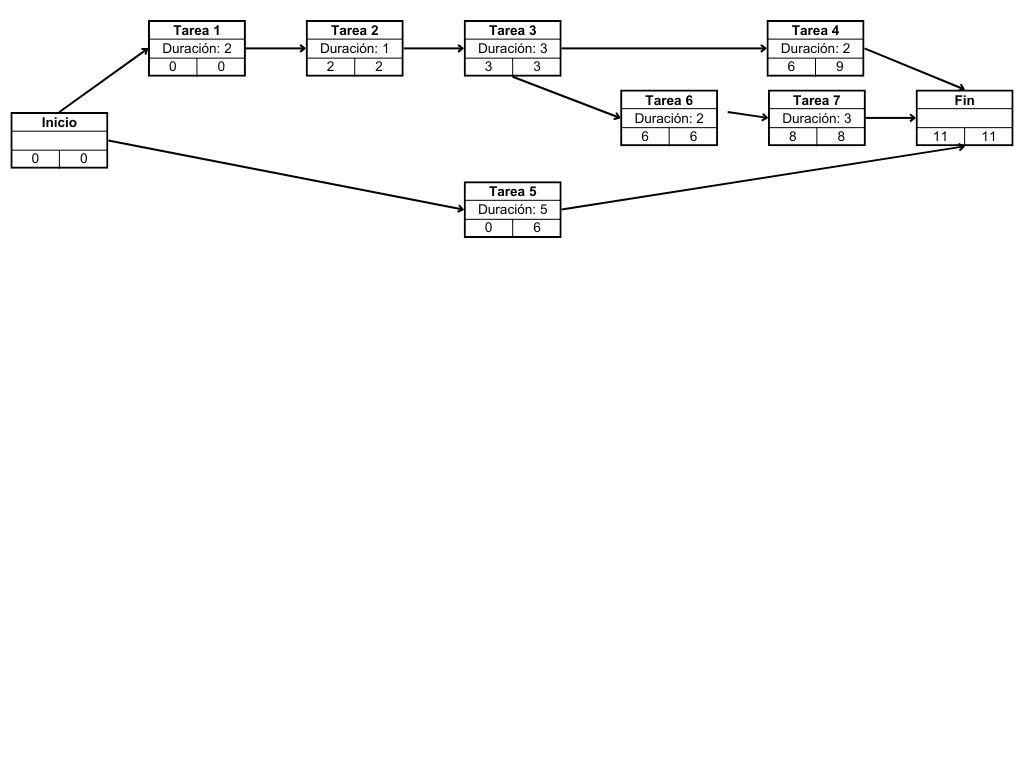 Tarea 1
Duración: 2
0 0
Tarea 2
Duración: 1
2 2
Tarea 3
Duración: 3
3 3
Tarea 4
Duración: 2
6 9
Inicio
0 0
Tarea 6
Duración: 2
6 6
Tarea 7
Duración: 3
8 8
Fin
11 11
Tarea 5
Duración: 5
0 6